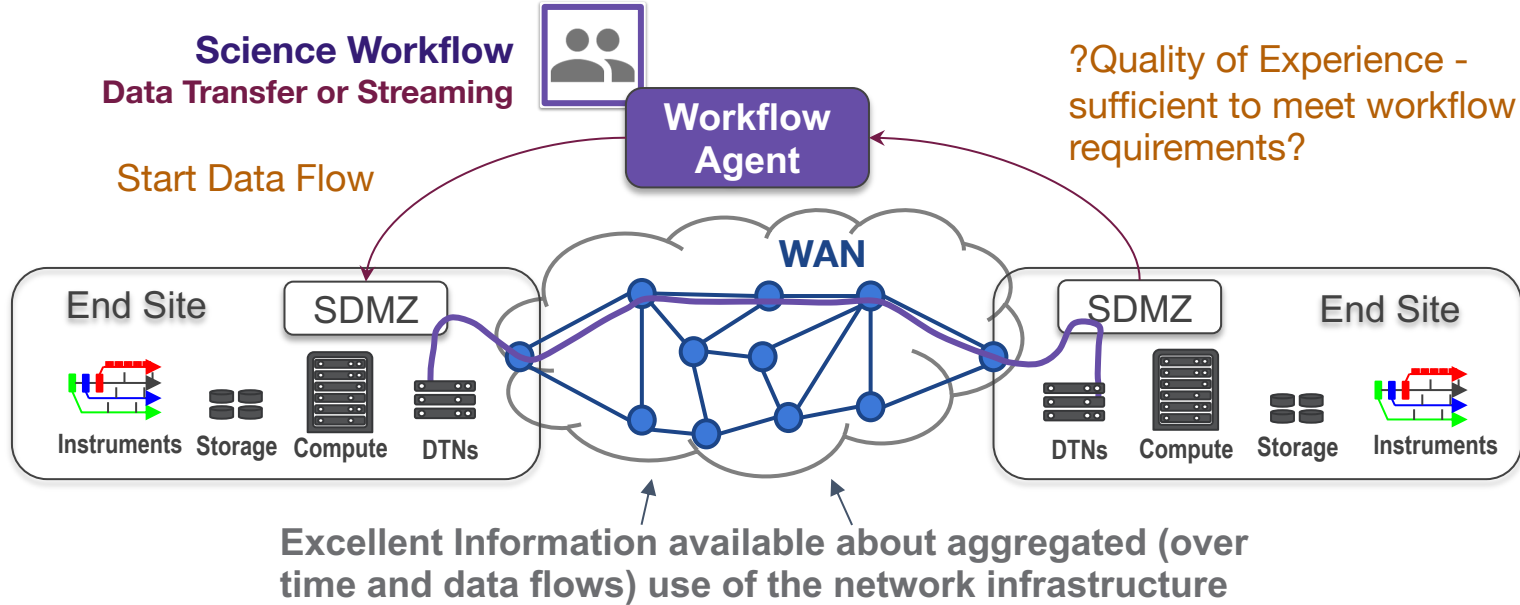 Science Workflow
Data Transfer or Streaming
?Quality of Experience -
sufficient to meet workflow
requirements?
Workflow
Agent
Start Data Flow
WAN
End Site
SDMZ
SDMZ
End Site
Instruments
Storage
Compute
DTNs
DTNs
Compute
Storage
Instruments
Excellent Information available about aggregated (over
time and data flows) use of the network infrastructure